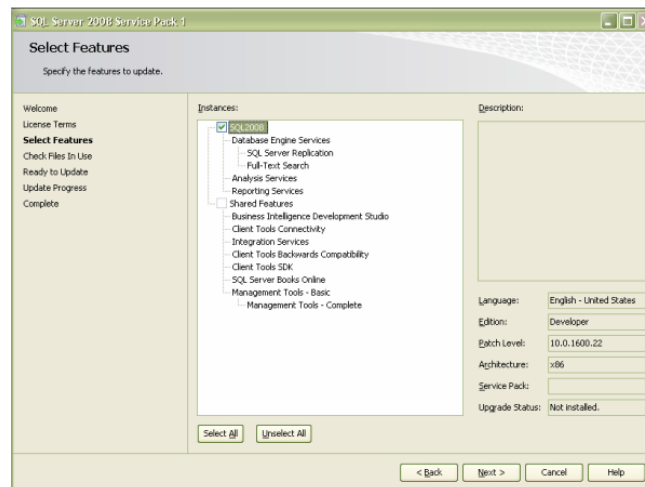 SQL Server 2008 Service Pack 1
Select Features
Specify the features to update.
Welcome
License Terms
Select Features
Check Files In Use
Ready to Update
Update Progress
Complete
Instances:
SQL2008
Database Engine Services
SQL Server Replication
Full-Text Search
Analysis Services
Reporting Services
Shared Features
Business Intelligence Development Studio
Client Tools Connectivity
Integration Services
Client Tools Backwards Compatibility
Client Tools SDK
SQL Server Books Online
Management Tools - Basic
Management Tools - Complete
Select All
Unselect All
Description:
Language: English - United States
Edition: Developer
Patch Level: 10.0.1600.22
Architecture: x86
Service Pack:
Upgrade Status: Not installed.
< Back
Next >
Cancel
Help